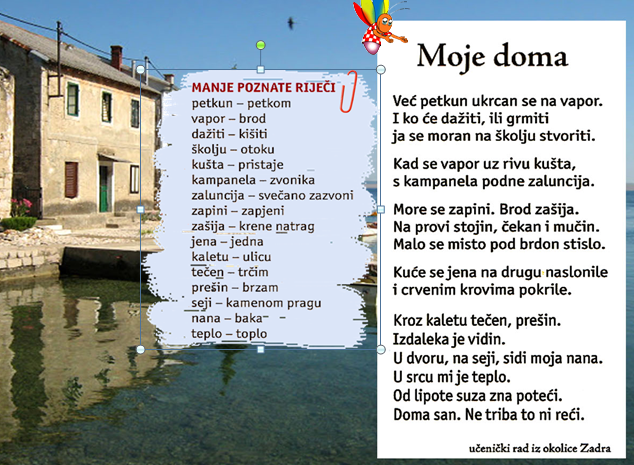 MANJE POZNATE RIJEČI
petkun – petkom
vapor – brod
dažiti – kišiti
školju – otoku
kušta – pristaje
kampanela – zvonika
zaluncija – svečano zazvoni
zapini – zapjeni
zašija – krene natrag
jena – jedna
kaletu – ulicu
tečen – trčim
prešin – brzam
seji – kamenom pragu
nana – baka
teplo – toplo
Moje doma
Već petkun ukrcan se na vapor.
I ko će dažiti, ili grmiti
ja se moran na školju stvoriti.
Kad se vapor uz rivu kušta,
s kampanela podne zaluncija.
More se zapini. Brod zašija.
Na provi stojin, čekan i mučin.
Malo se misto pod brdon stislo.
Kuće se jena na drugu naslonile
i crvenim krovima pokrile.
Kroz kaletu tečen, prešin.
Izdaleka je vidin.
U dvoru, na seji, sidi moja nana.
U srcu mi je teplo.
Od lipote suza zna poteći.
Doma san. Ne triba to ni reći.
učenički rad iz okolice Zadra